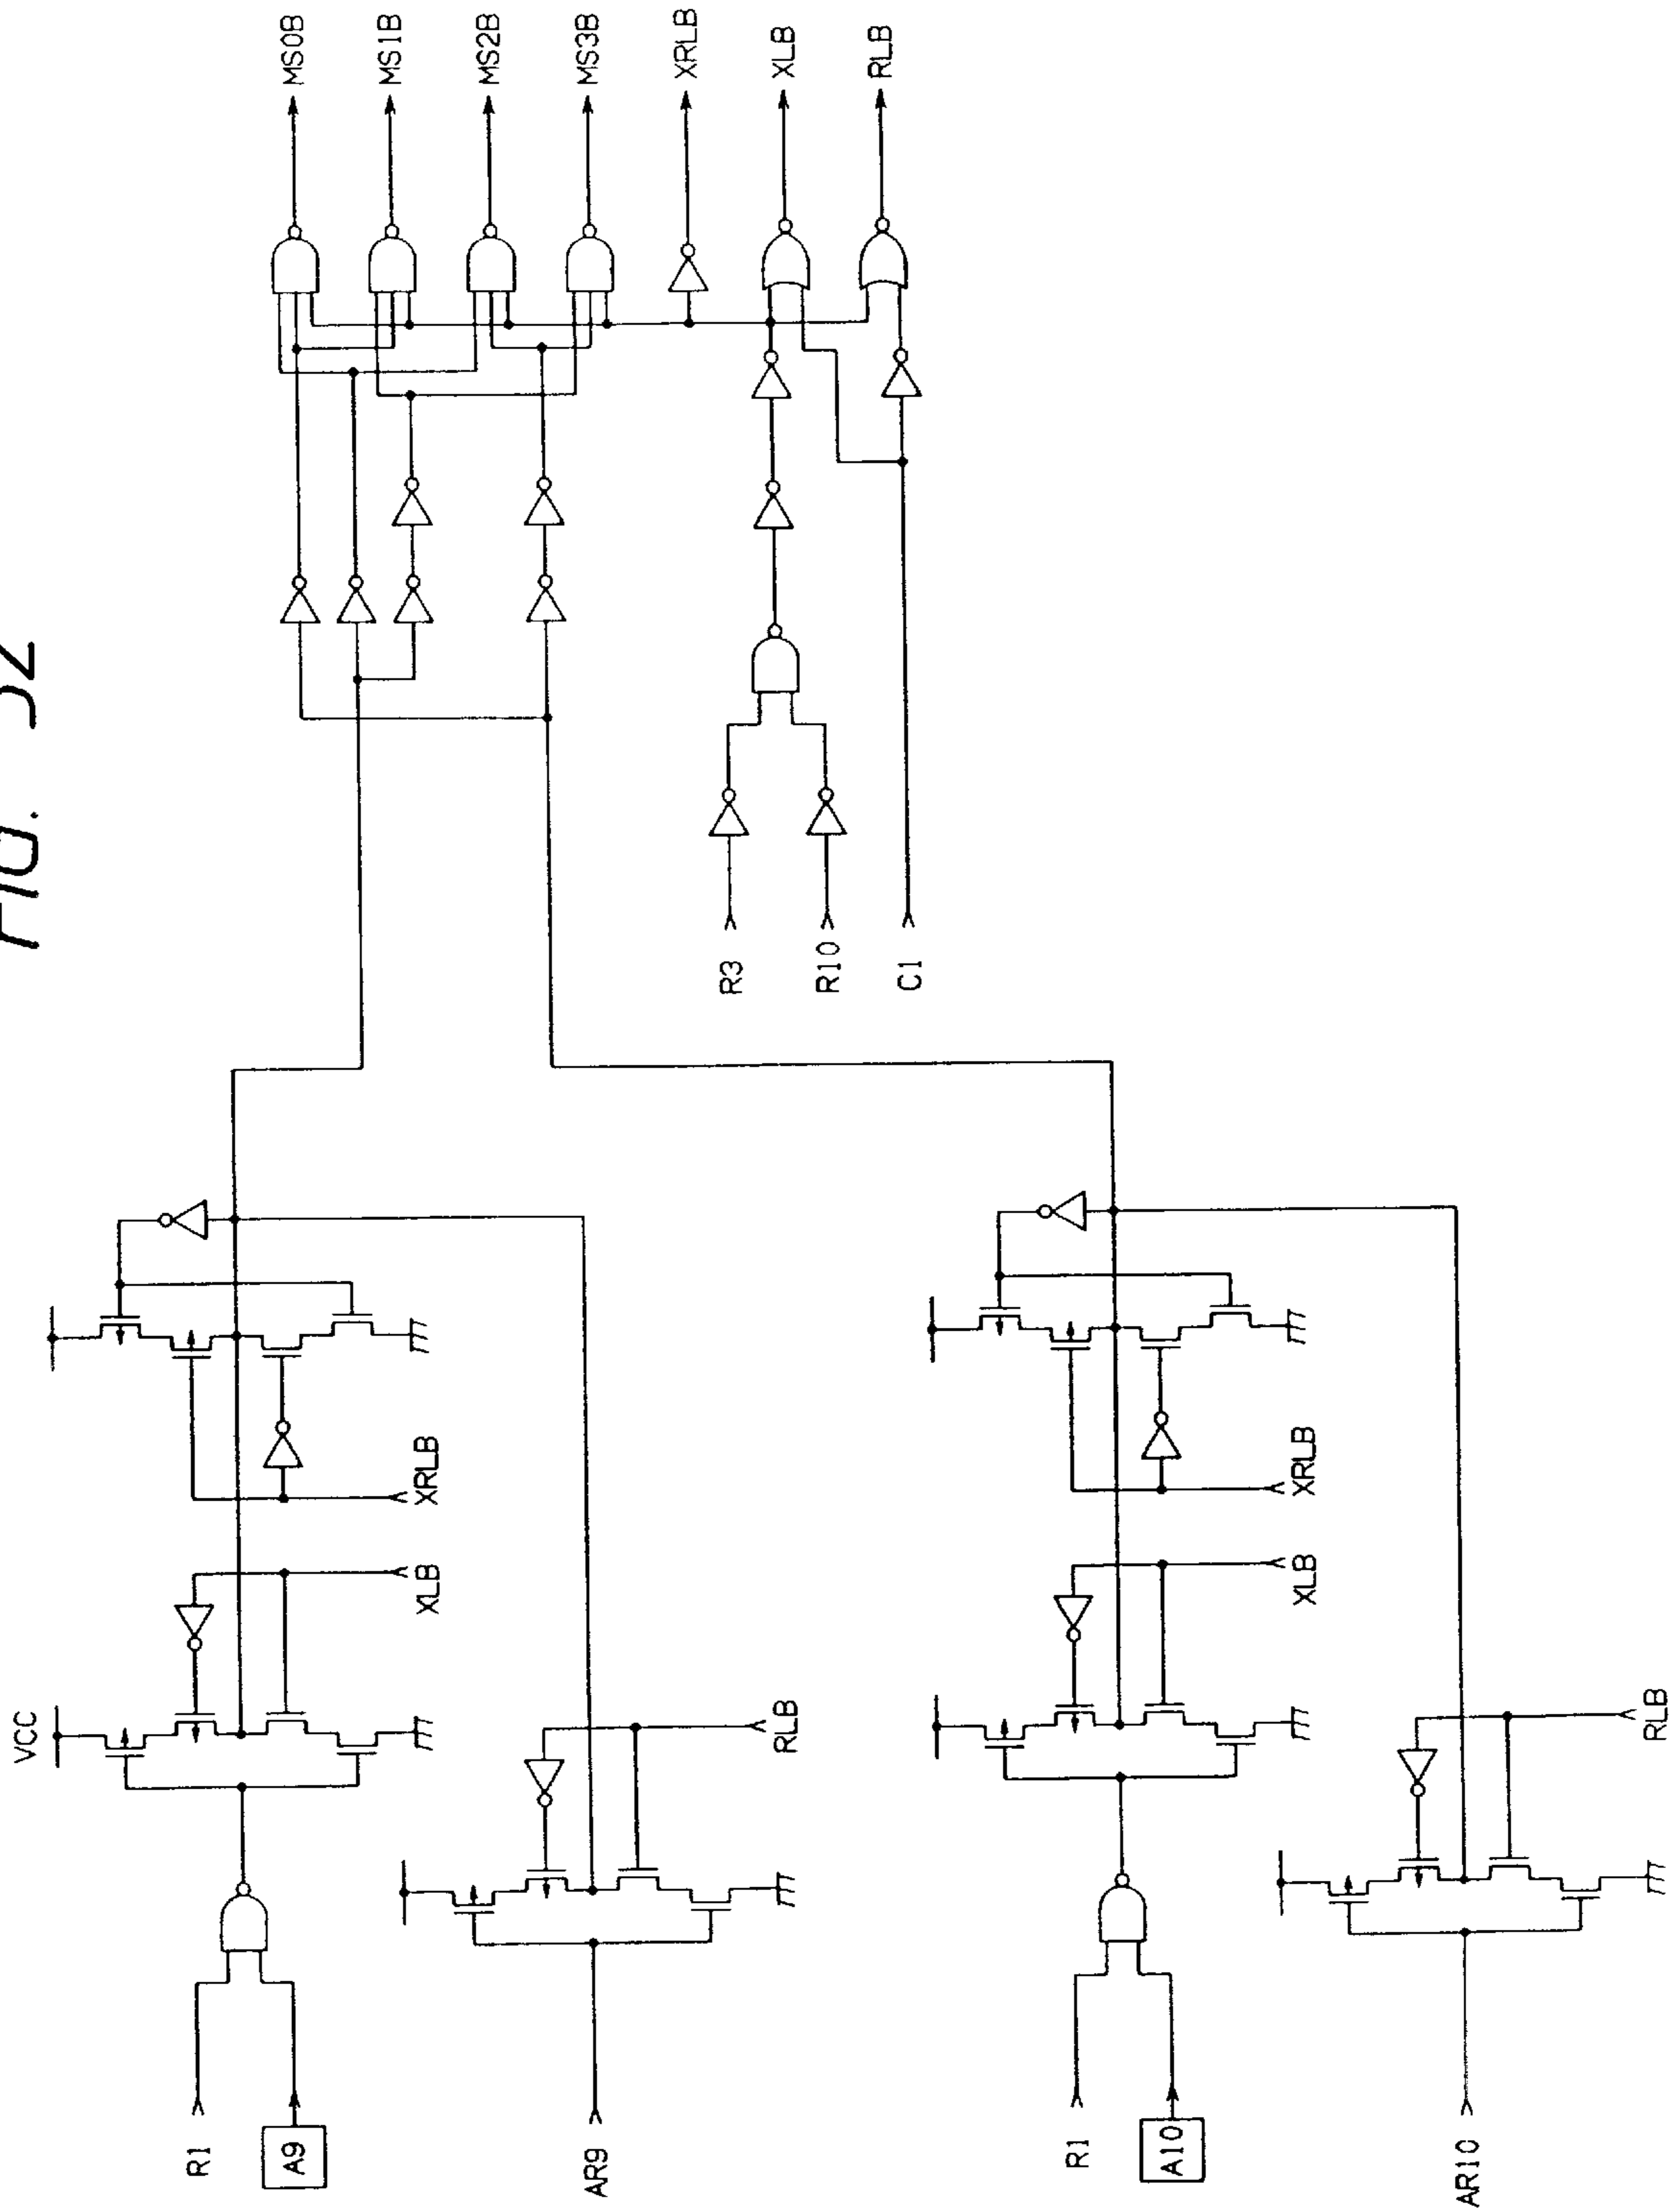 FIG. 52
MS0B
MS1B
MS2B
MS3B
XRLB
XLB
RLB
R3
R10
C1
VCC
XLB
XRLB
R1
A9
AR9
RLB
XLB
XRLB
R1
A10
AR10
RLB